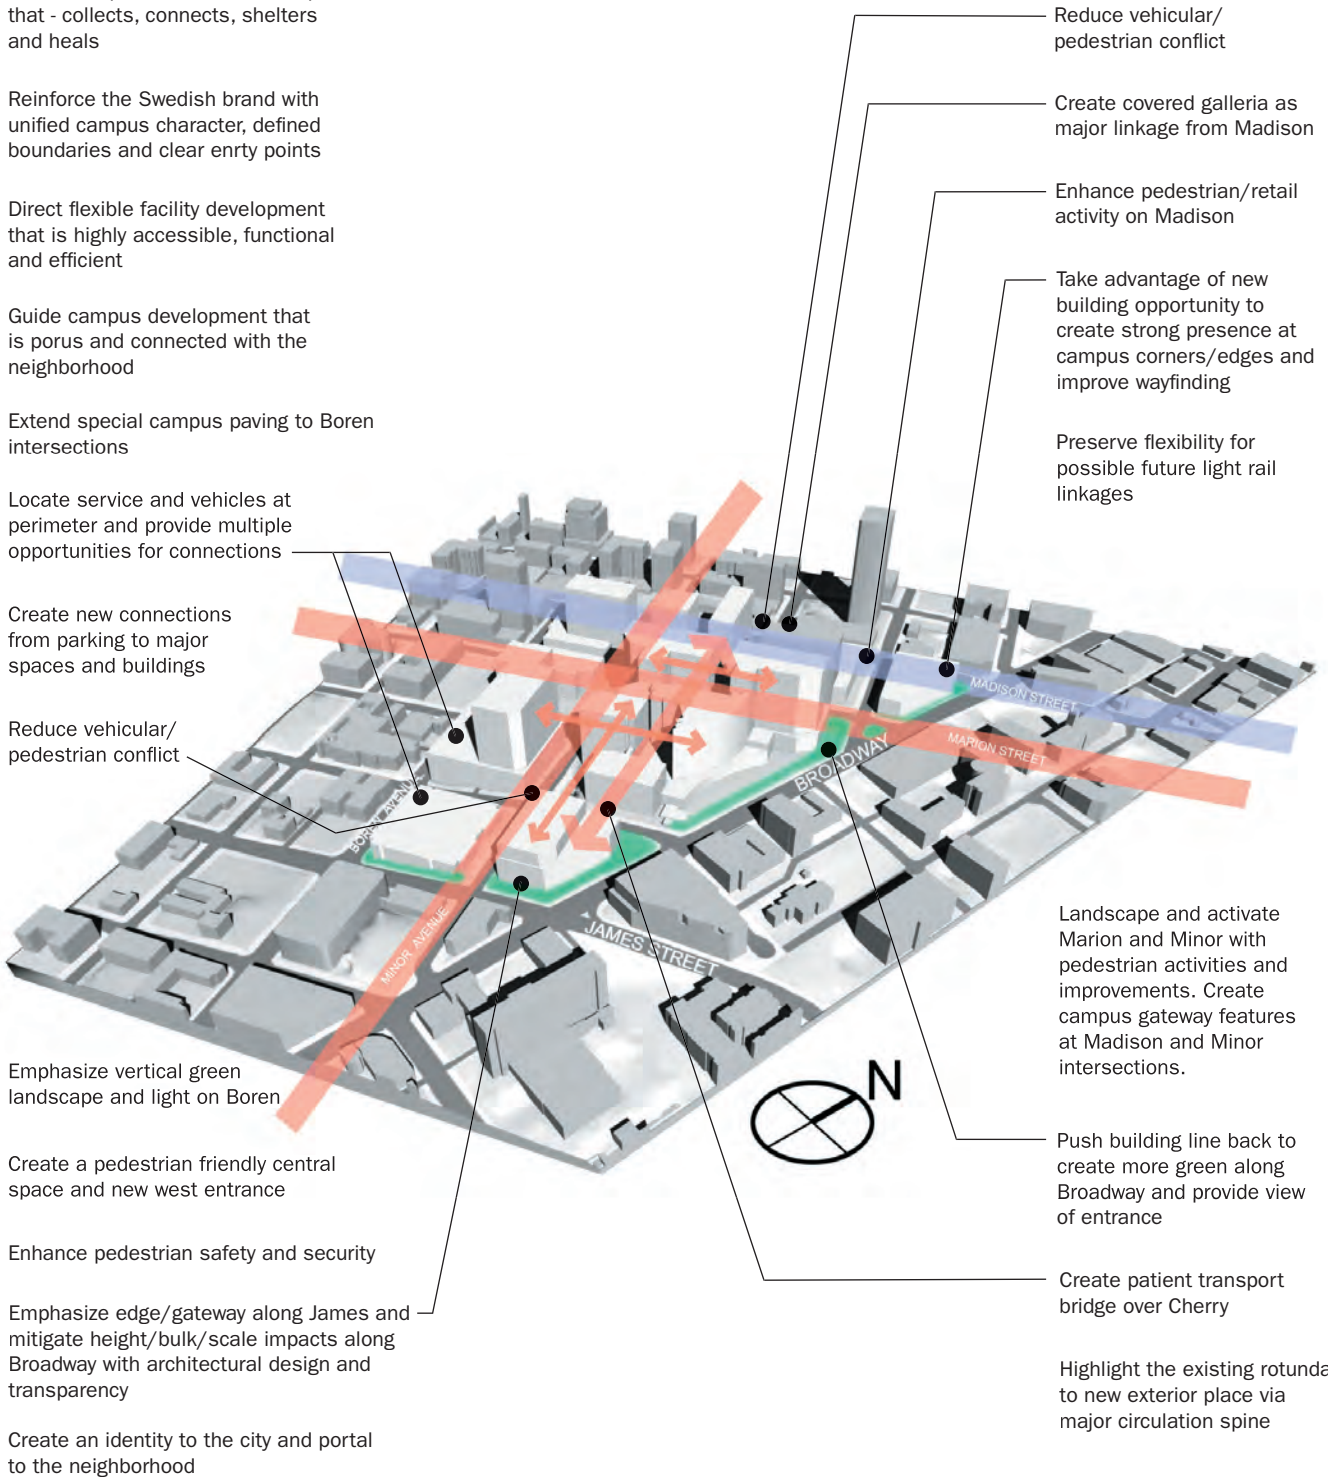 that - collects, connects, shelters
and heals
Reinforce the Swedish brand with
unified campus character, defined
boundaries and clear enrty points
Direct flexible facility development
that is highly accessible, functional
and efficient
Guide campus development that
is porus and connected with the
neighborhood
Extend special campus paving to Boren
intersections
Locate service and vehicles at
perimeter and provide multiple
opportunities for connections
Create new connections
from parking to major
spaces and buildings
Reduce vehicular/
pedestrian conflict
Emphasize vertical green
landscape and light on Boren
Create a pedestrian friendly central
space and new west entrance
Enhance pedestrian safety and security
Emphasize edge/gateway along James and
mitigate height/bulk/scale impacts along
Broadway with architectural design and
transparency
Create an identity to the city and portal
to the neighborhood
Reduce vehicular/
pedestrian conflict
Create covered galleria as
major linkage from Madison
Enhance pedestrian/retail
activity on Madison
Take advantage of new
building opportunity to
create strong presence at
campus corners/edges and
improve wayfinding
Preserve flexibility for
possible future light rail
linkages
MADISON STREET
MARION STREET
BROADWAY
BOREN AVENUE
MINOR AVENUE
JAMES STREET
N
Landscape and activate
Marion and Minor with
pedestrian activities and
improvements. Create
campus gateway features
at Madison and Minor
intersections.
Push building line back to
create more green along
Broadway and provide view
of entrance
Create patient transport
bridge over Cherry
Highlight the existing rotunda
to new exterior place via
major circulation spine